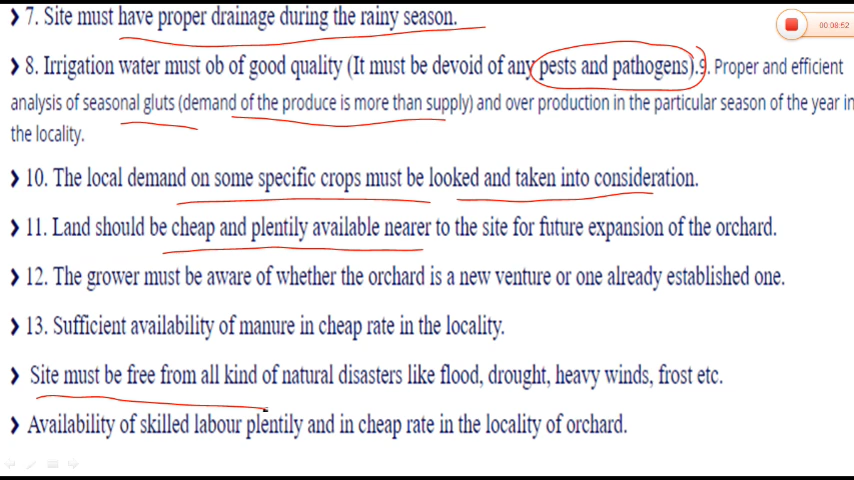 ❯ 7. Site must have proper drainage during the rainy season.
00:08:52
❯ 8. Irrigation water must ob of good quality (It must be devoid of any pests and pathogens).9. Proper and efficient
analysis of seasonal gluts (demand of the produce is more than supply) and over production in the particular season of the year in
the locality.
❯ 10. The local demand on some specific crops must be looked and taken into consideration.
❯ 11. Land should be cheap and plentily available nearer to the site for future expansion of the orchard.
❯ 12. The grower must be aware of whether the orchard is a new venture or one already established one.
❯ 13. Sufficient availability of manure in cheap rate in the locality.
❯ Site must be free from all kind of natural disasters like flood, drought, heavy winds, frost etc.
❯ Availability of skilled labour plentily and in cheap rate in the locality of orchard.